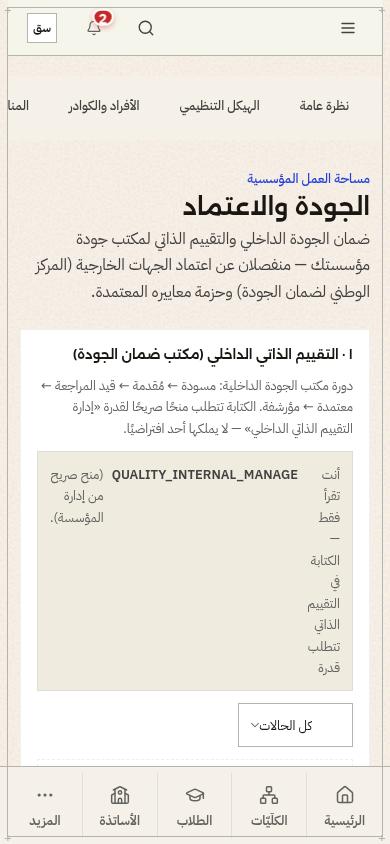 2
سق
نظرة عامة
الهيكل التنظيمي
الأفراد والكوادر
المنا
مساحة العمل المؤسسية
الجودة والاعتماد
ضمان الجودة الداخلي والتقييم الذاتي لمكتب جودة
مؤسستك — منفصلان عن اعتماد الجهات الخارجية (المركز
الوطني لضمان الجودة) وحزمة معاييره المعتمدة.
٠١ · التقييم الذاتي الداخلي (مكتب ضمان الجودة)
دورة مكتب الجودة الداخلية: مسودة ← مُقدمة ← قيد المراجعة ←
معتمدة ← مؤرشفة. الكتابة تتطلب منحًا صريحًا لقدرة «إدارة
التقييم الذاتي الداخلي» — لا يملكها أحد افتراضيًا.
أنت
تقرأ
فقط
—
الكتابة
في
التقييم
الذاتي
تتطلب
قدرة
QUALITY_INTERNAL_MANAGE
(منح صريح
من إدارة
المؤسسة).
كل الحالات
الرئيسية
الكلّيّات
الطلاب
الأساتذة
المزيد